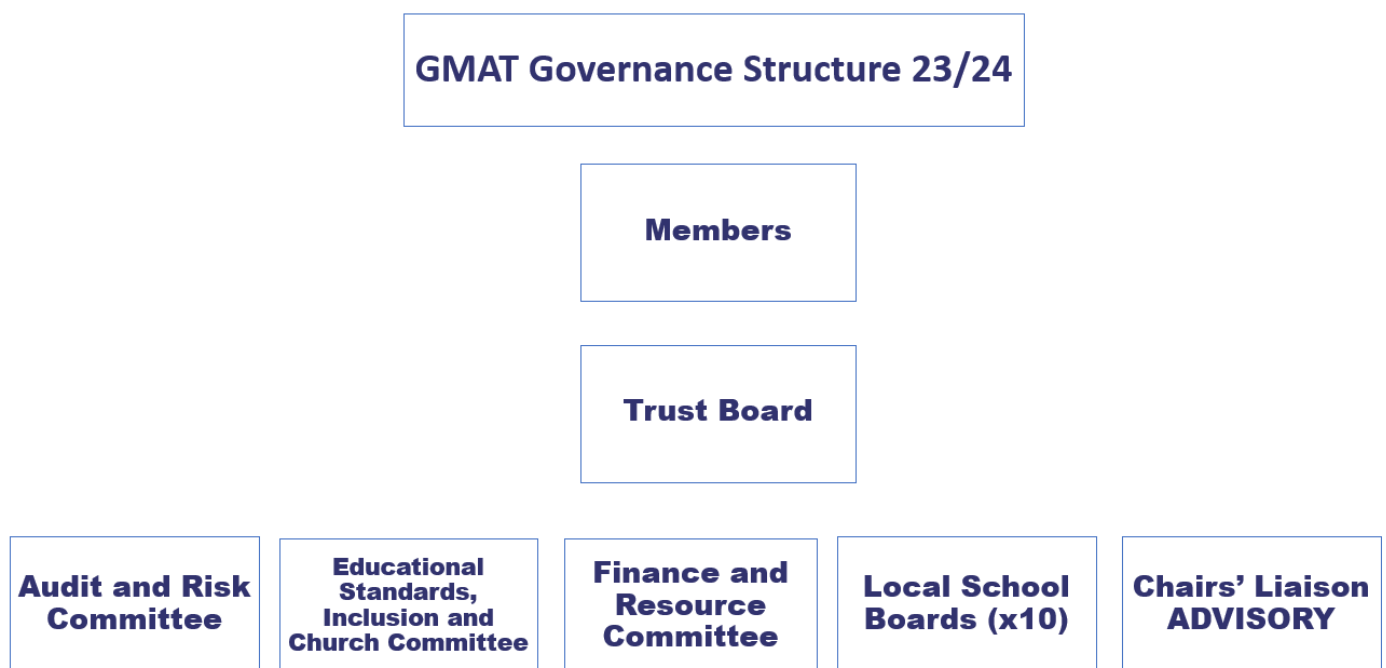 GMAT Governance Structure 23/24
Members
Trust Board
Audit and Risk
Committee
Educational
Standards,
Inclusion and
Church Committee
Finance and
Resource
Committee
Local School
Boards (x10)
Chairs’ Liaison
ADVISORY